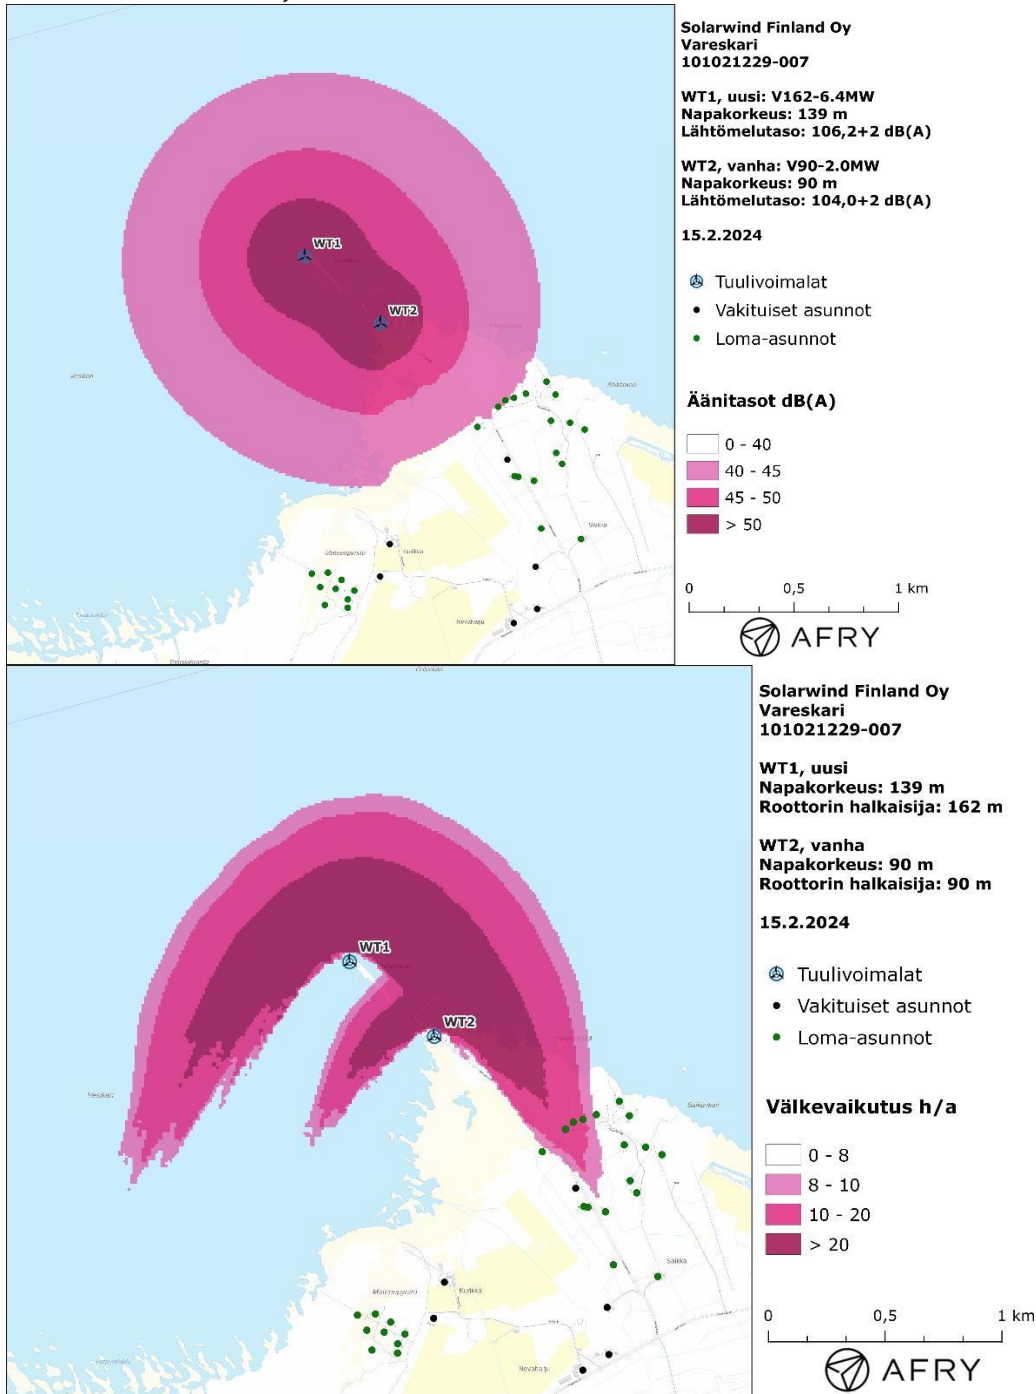 Solarwind Finland Oy
Vareskari
101021229-007
WT1, uusi: V162-6.4MW
Napakorkeus: 139 m
Lähtömelutaso: 106,2+2 dB(A)
WT2, vanha: V90-2.0MW
Napakorkeus: 90 m
Lähtömelutaso: 104,0+2 dB(A)
15.2.2024
Tuulivoimalat
Vakituiset asunnot
Loma-asunnot
Äänitasot dB(A)
0 - 40
40 - 45
45 - 50
> 50
0 0,5 1 km
AFRY
WT1
WT2
Kurikka
Nevaharju
Solarwind Finland Oy
Vareskari
101021229-007
WT1, uusi
Napakorkeus: 139 m
Roottorin halkaisija: 162 m
WT2, vanha
Napakorkeus: 90 m
Roottorin halkaisija: 90 m
15.2.2024
Tuulivoimalat
Vakituiset asunnot
Loma-asunnot
Välkevaikutus h/a
0 - 8
8 - 10
10 - 20
> 20
0 0,5 1 km
AFRY
WT1
WT2
Saikka
Kurikka
Nevaharju